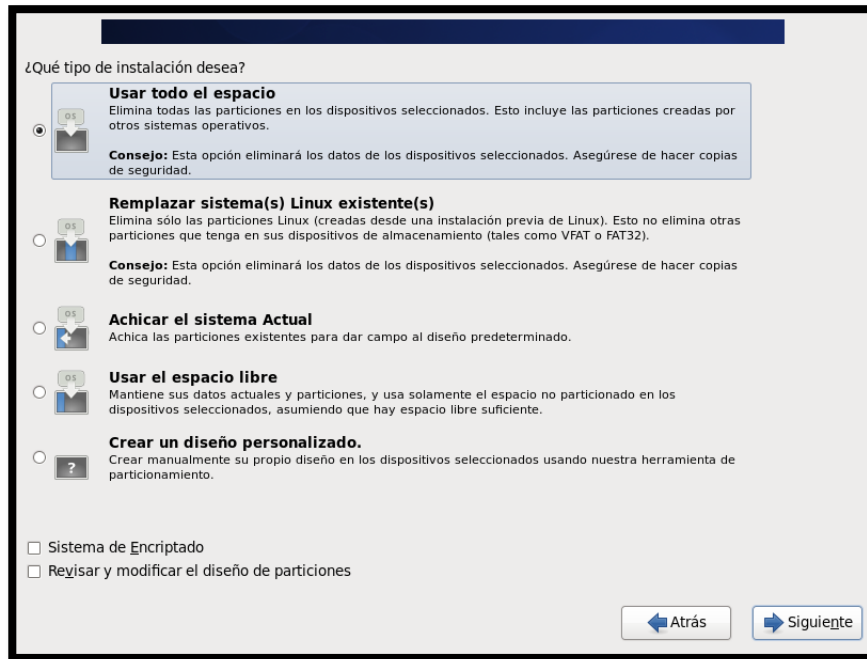 ¿Qué tipo de instalación desea?
Usar todo el espacio
Elimina todas las particiones en los dispositivos seleccionados. Esto incluye las particiones creadas por
otros sistemas operativos.
Consejo: Esta opción eliminará los datos de los dispositivos seleccionados. Asegúrese de hacer copias
de seguridad.
Remplazar sistema(s) Linux existente(s)
Elimina sólo las particiones Linux (creadas desde una instalación previa de Linux). Esto no elimina otras
particiones que tenga en sus dispositivos de almacenamiento (tales como VFAT o FAT32).
Consejo: Esta opción eliminará los datos de los dispositivos seleccionados. Asegúrese de hacer copias
de seguridad.
Achicar el sistema Actual
Achica las particiones existentes para dar campo al diseño predeterminado.
Usar el espacio libre
Mantiene sus datos actuales y particiones, y usa solamente el espacio no particionado en los
dispositivos seleccionados, asumiendo que hay espacio libre suficiente.
Crear un diseño personalizado.
Crear manualmente su propio diseño en los dispositivos seleccionados usando nuestra herramienta de
particionamiento.
Sistema de Encriptado
Revisar y modificar el diseño de particiones
Atrás
Siguiente
OS
OS
OS
OS
?